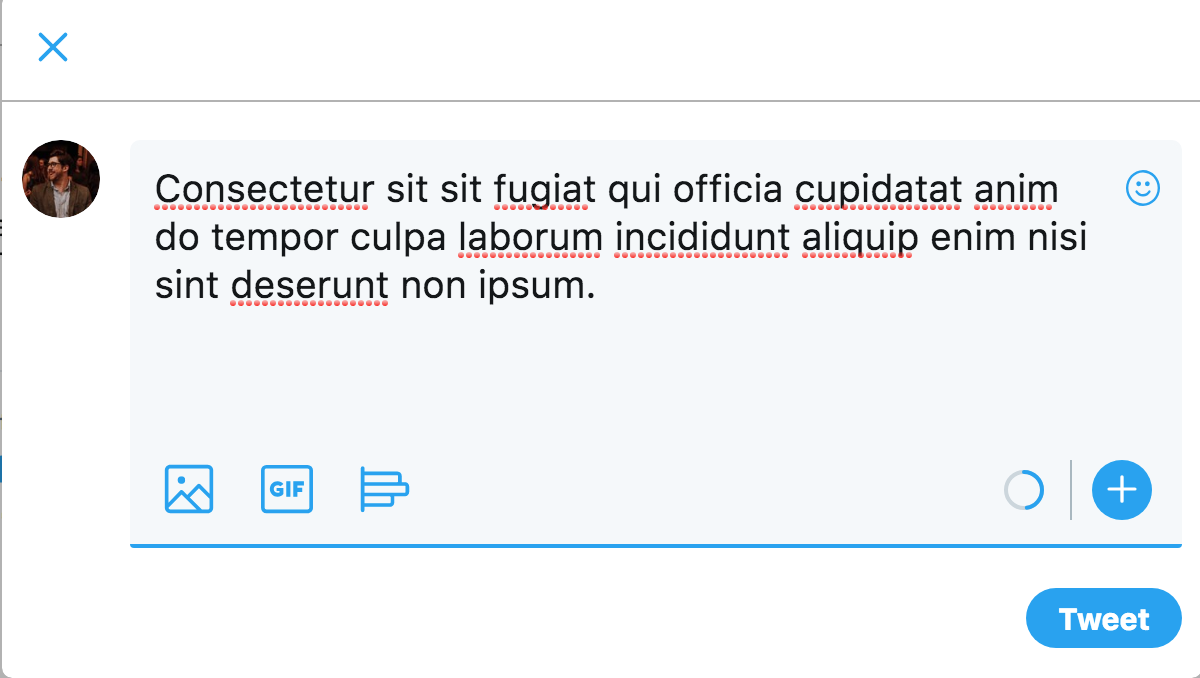 Consectetur sit sit fugiat qui officia cupidatat anim
do tempor culpa laborum incididunt aliquip enim nisi
sint deserunt non ipsum.
GIF
Tweet